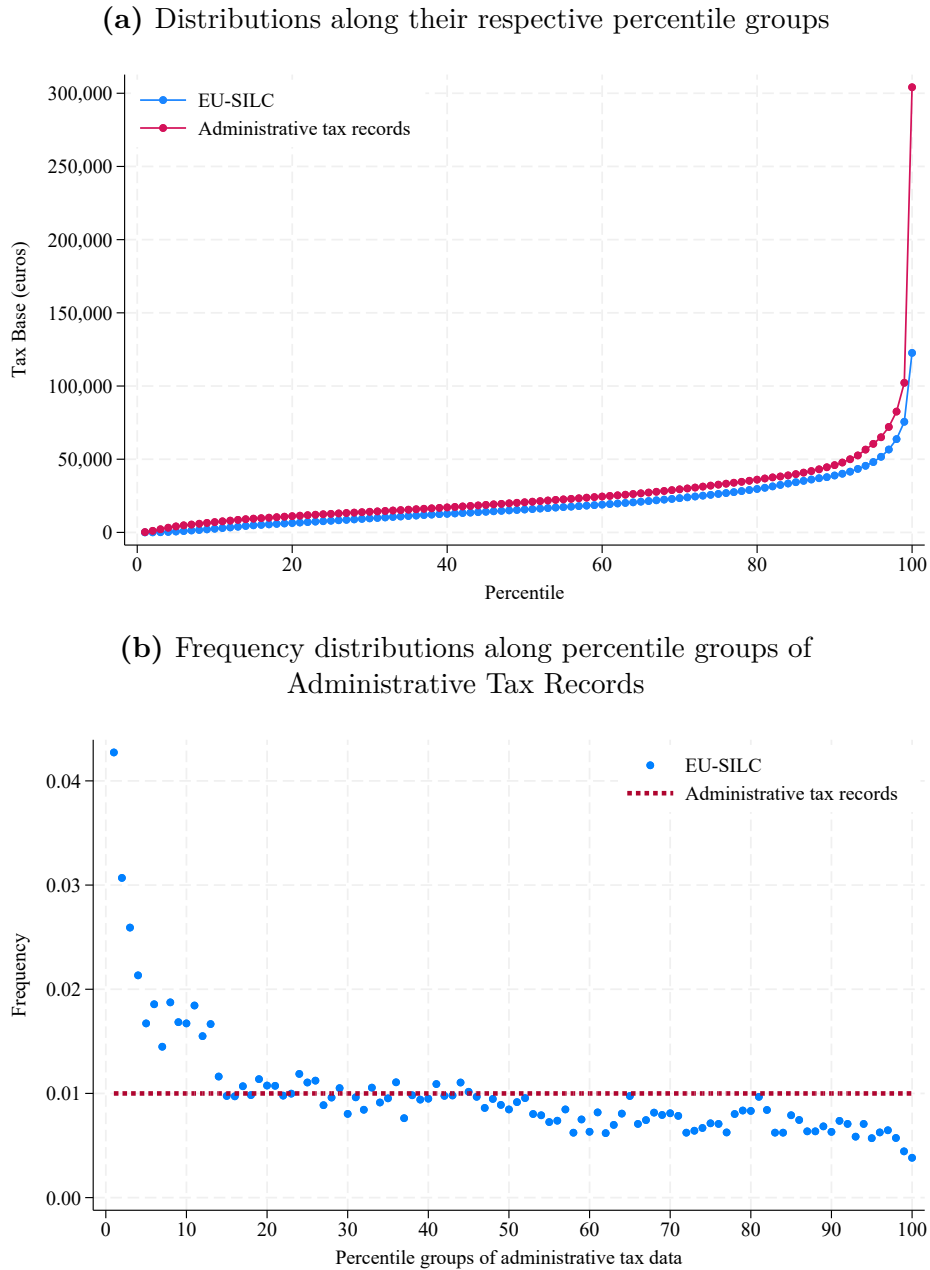 (a) Distributions along their respective percentile groups
EU-SILC
Administrative tax records
Tax Base (euros)
300,000
250,000
200,000
150,000
100,000
50,000
0
0 20 40 60 80 100
Percentile
(b) Frequency distributions along percentile groups of
Administrative Tax Records
EU-SILC
Administrative tax records
Frequency
0.04
0.03
0.02
0.01
0.00
0 10 20 30 40 50 60 70 80 90 100
Percentile groups of administrative tax data